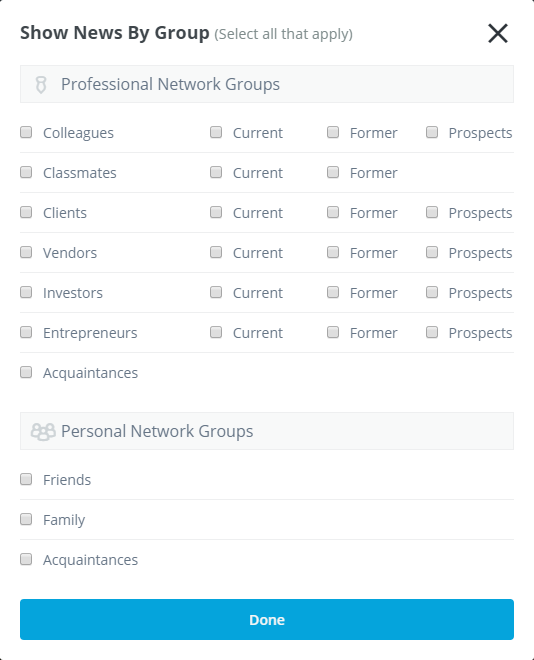 Show News By Group (Select all that apply)
Professional Network Groups
Colleagues Current Former Prospects
Classmates Current Former
Clients Current Former Prospects
Vendors Current Former Prospects
Investors Current Former Prospects
Entrepreneurs Current Former Prospects
Acquaintances
Personal Network Groups
Friends
Family
Acquaintances
Done